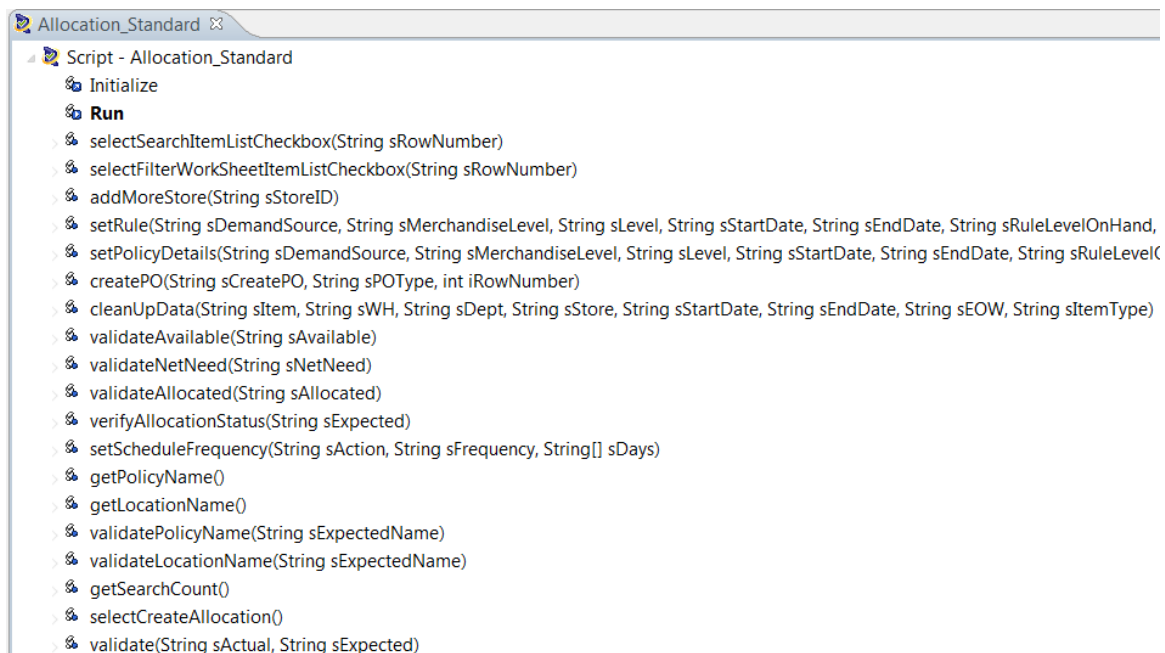 Allocation_Standard
Script - Allocation_Standard
Initialize
Run
selectSearchItemListCheckbox(String sRowNumber)
selectFilterWorkSheetItemListCheckbox(String sRowNumber)
addMoreStore(String sStoreID)
setRule(String sDemandSource, String sMerchandiseLevel, String sLevel, String sStartDate, String sEndDate, String sRuleLevelOnHand,
setPolicyDetails(String sDemandSource, String sMerchandiseLevel, String sLevel, String sStartDate, String sEndDate, String sRuleLevel
createPO(String sCreatePO, String sPOType, int iRowNumber)
cleanUpData(String sItem, String sWH, String sDept, String sStore, String sStartDate, String sEndDate, String sEOW, String sItemType)
validateAvailable(String sAvailable)
validateNetNeed(String sNetNeed)
validateAllocated(String sAllocated)
verifyAllocationStatus(String sExpected)
setScheduleFrequency(String sAction, String sFrequency, String[] sDays)
getPolicyName()
getLocationName()
validatePolicyName(String sExpectedName)
validateLocationName(String sExpectedName)
getSearchCount()
selectCreateAllocation()
validate(String sActual, String sExpected)